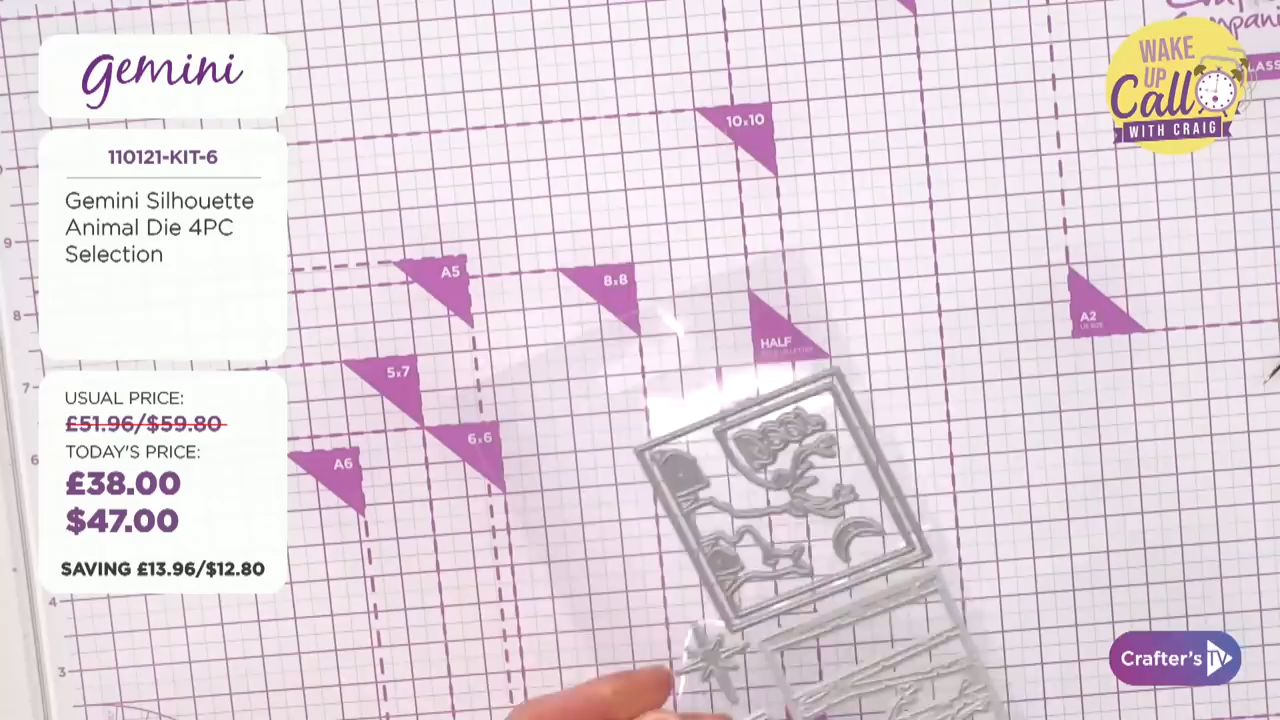 gemini
110121-KIT-6
Gemini Silhouette
Animal Die 4PC
Selection
USUAL PRICE:
£51.96/$59.80
TODAY'S PRICE:
£38.00
$47.00
SAVING £13.96/$12.80
WAKE
UP
Call
WITH CRAIG
10x10
A5
8x8
A2
HALF
5x7
6x6
A6
9
8
7
6
4
3
Crafter's TV